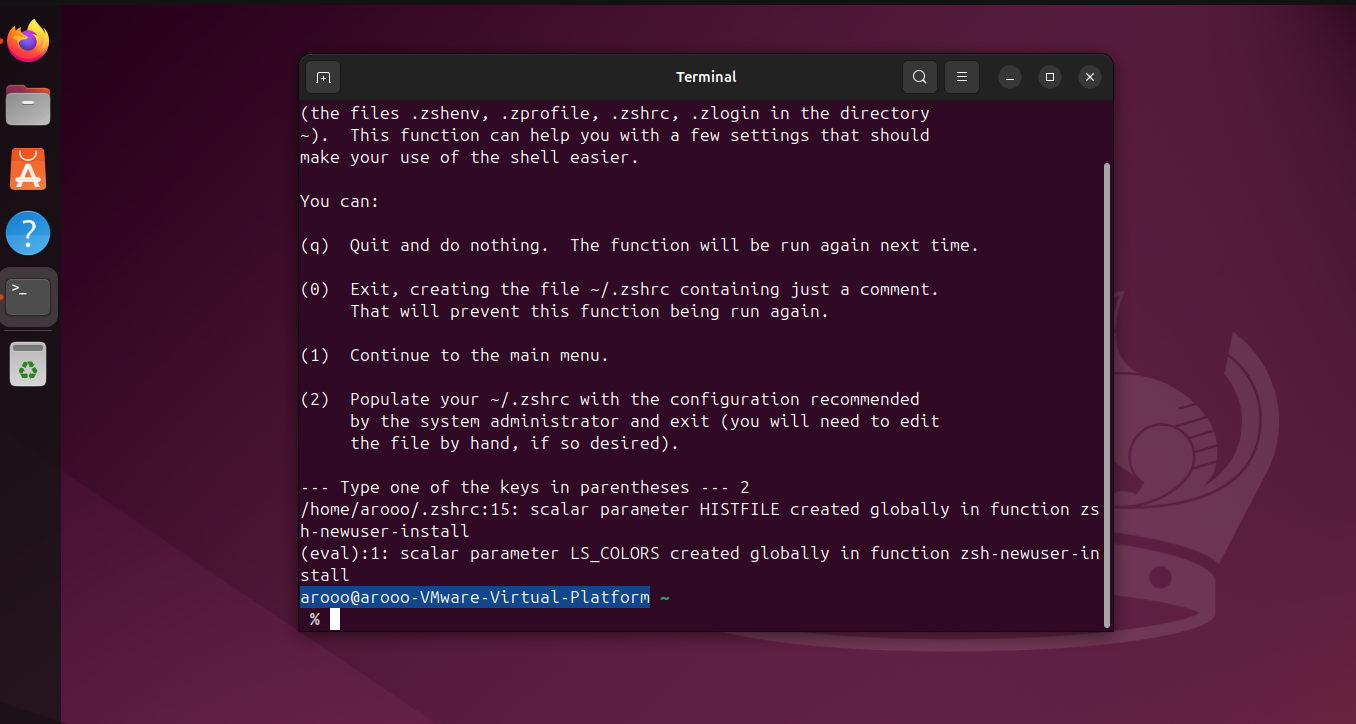 Terminal
(the files .zshenv, .zprofile, .zshrc, .zlogin in the directory
~).  This function can help you with a few settings that should
make your use of the shell easier.
You can:
(q)  Quit and do nothing.  The function will be run again next time.
(0)  Exit, creating the file ~/.zshrc containing just a comment.
     That will prevent this function being run again.
(1)  Continue to the main menu.
(2)  Populate your ~/.zshrc with the configuration recommended
     by the system administrator and exit (you will need to edit
     the file by hand, if so desired).
--- Type one of the keys in parentheses --- 2
/home/arooo/.zshrc:15: scalar parameter HISTFILE created globally in function zs
h-newuser-install
(eval):1: scalar parameter LS_COLORS created globally in function zsh-newuser-in
stall
arooo@arooo-VMware-Virtual-Platform ~
 %